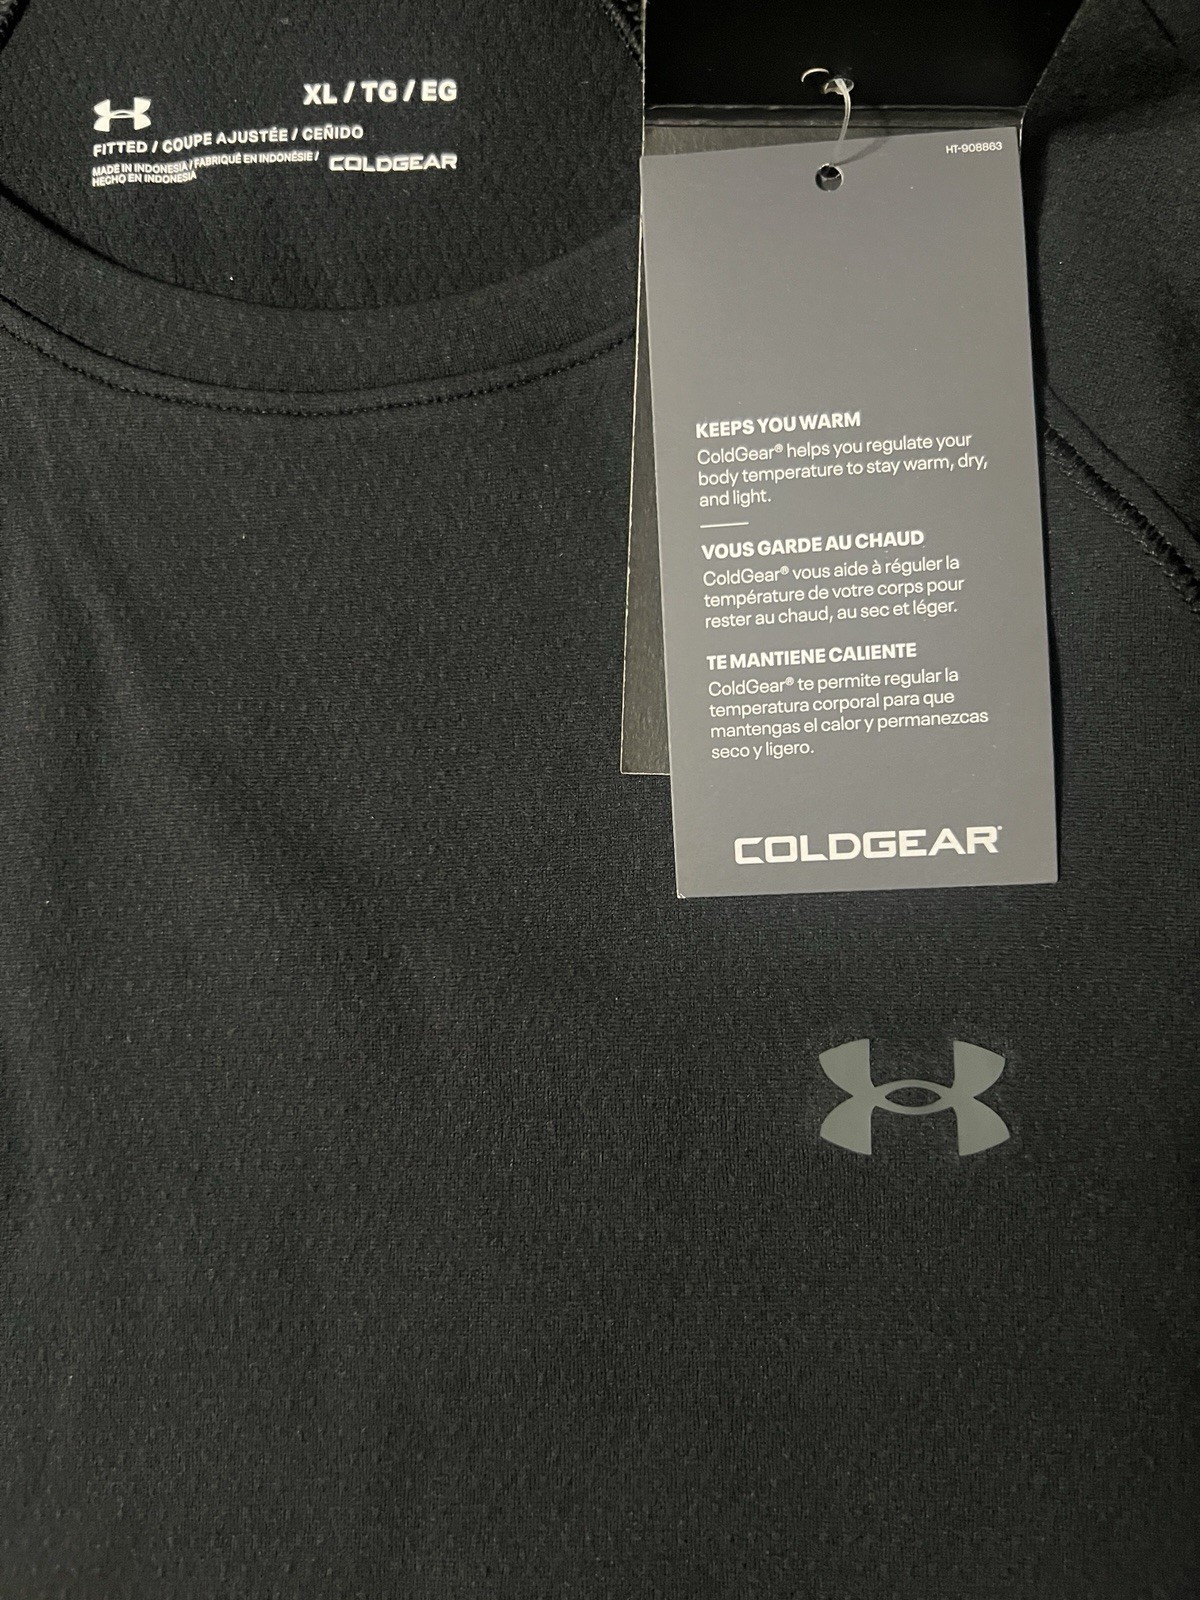 XL / TG / EG
FITTED / COUPE AJUSTÉE / CEÑIDO
MADE IN INDONESIA / FABRIQUÉ EN INDONÉSIE /
HECHO EN INDONESIA
COLDGEAR
HT-908863
KEEPS YOU WARM
ColdGear® helps you regulate your
body temperature to stay warm, dry,
and light.
VOUS GARDE AU CHAUD
ColdGear® vous aide à réguler la
température de votre corps pour
rester au chaud, au sec et léger.
TE MANTIENE CALIENTE
ColdGear® te permite regular la
temperatura corporal para que
mantengas el calor y permanezcas
seco y ligero.
COLDGEAR®